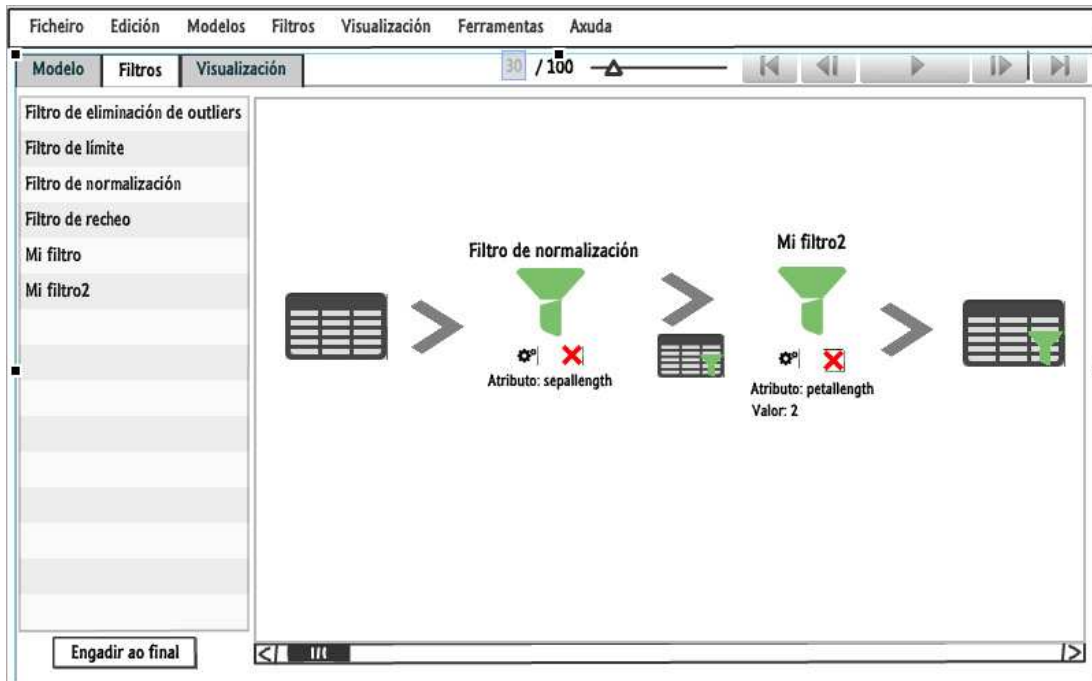 Ficheiro Edición Modelos Filtros Visualización Ferramentas Axuda
Modelo Filtros Visualización 30 / 100
Filtro de eliminación de outliers
Filtro de límite
Filtro de normalización
Filtro de recheo
Mi filtro
Mi filtro2
Filtro de normalización
Atributo: sepallength
Mi filtro2
Atributo: petallength
Valor: 2
Engadir ao final